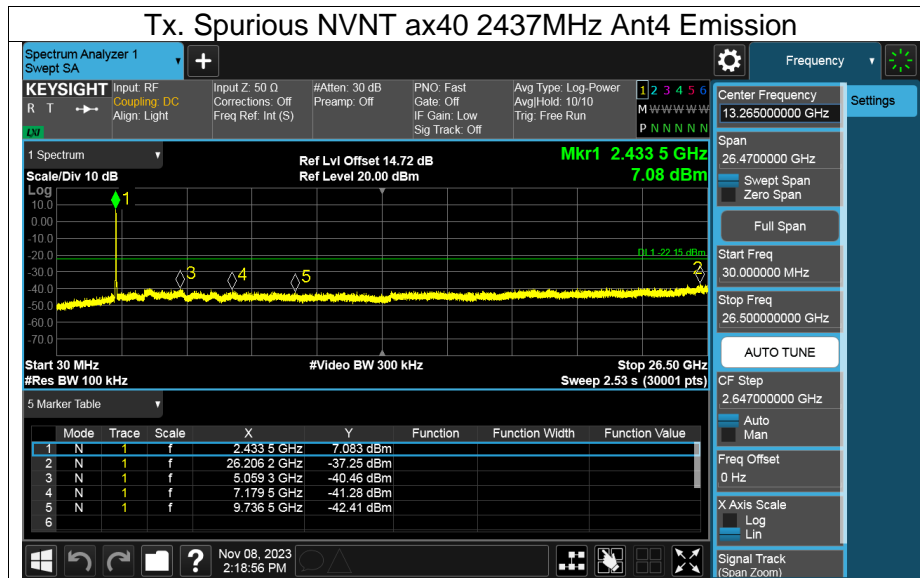 Tx. Spurious NVNT ax40 2437MHz Ant4 Emission
Spectrum Analyzer 1
Swept SA
+
Frequency
KEYSIGHT
R T
LXI
Input: RF
Coupling: DC
Align: Light
Input Z: 50 Ω
Corrections: Off
Freq Ref: Int (S)
#Atten: 30 dB
Preamp: Off
PNO: Fast
Gate: Off
IF Gain: Low
Sig Track: Off
Avg Type: Log-Power
Avg|Hold: 10/10
Trig: Free Run
1 2 3 4 5 6
M W W W W W
P N N N N N
1 Spectrum
Scale/Div 10 dB
Ref Lvl Offset 14.72 dB
Ref Level 20.00 dBm
Mkr1 2.433 5 GHz
7.08 dBm
Log
10.0
0.00
-10.0
-20.0
-30.0
-40.0
-50.0
-60.0
-70.0
1
3
4
5
2
DL1 -22.15 dBm
Start 30 MHz
#Res BW 100 kHz
#Video BW 300 kHz
Stop 26.50 GHz
Sweep 2.53 s (30001 pts)
5 Marker Table
Mode Trace Scale X Y Function Function Width Function Value
1 N 1 f 2.433 5 GHz 7.083 dBm
2 N 1 f 26.206 2 GHz -37.25 dBm
3 N 1 f 5.059 3 GHz -40.46 dBm
4 N 1 f 7.179 5 GHz -41.28 dBm
5 N 1 f 9.736 5 GHz -42.41 dBm
6
?
Nov 08, 2023
2:18:56 PM
Center Frequency
13.265000000 GHz
Settings
Span
26.4700000 GHz
Swept Span
Zero Span
Full Span
Start Freq
30.000000 MHz
Stop Freq
26.500000000 GHz
AUTO TUNE
CF Step
2.647000000 GHz
Auto
Man
Freq Offset
0 Hz
X Axis Scale
Log
Lin
Signal Track
(Span Zoom)